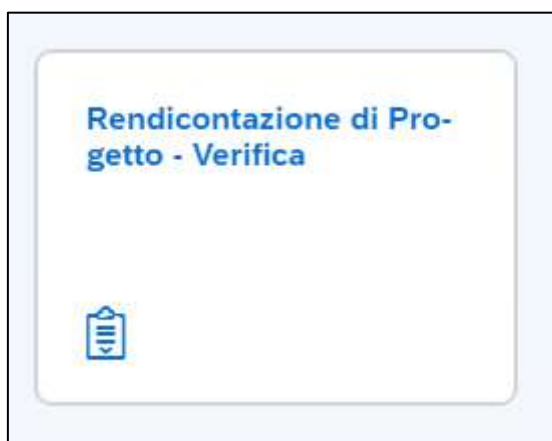 Rendicontazione di Pro-
getto - Verifica